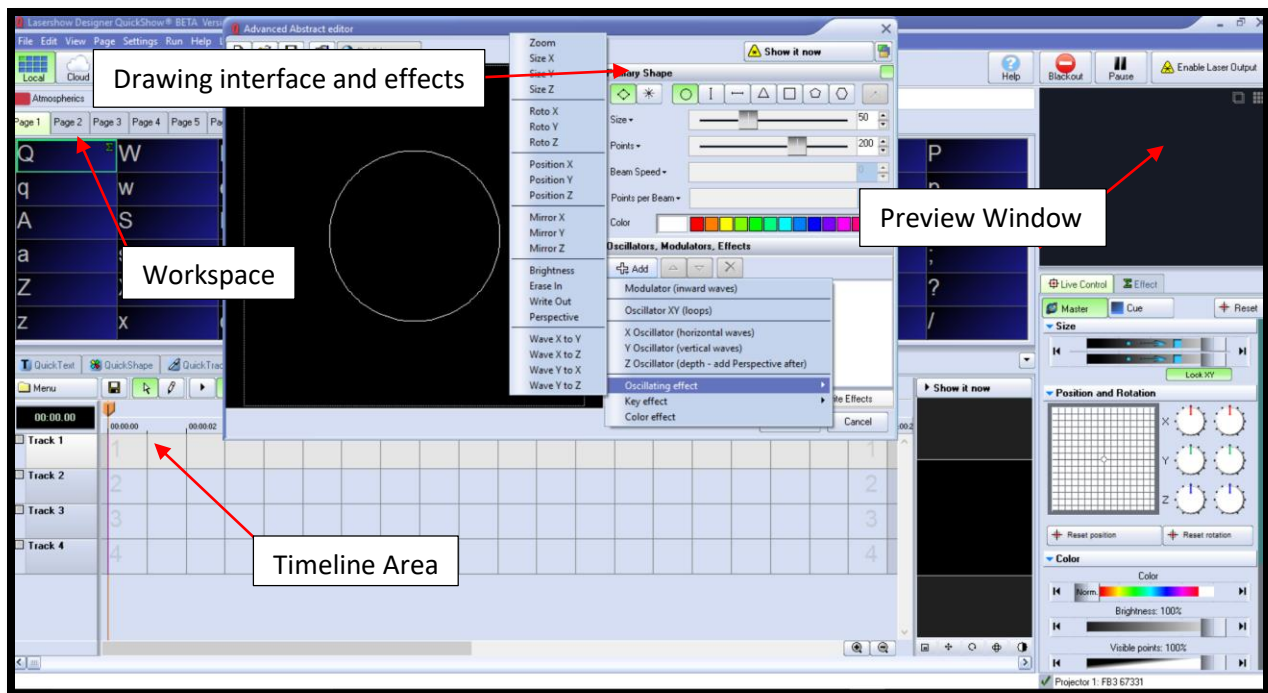 Lasershow Designer QuickShow® BETA Versi
File Edit View Page Settings Run Help
Local Cloud
Atmospherics
Page 1 Page 2 Page 3 Page 4 Page 5 Pa
Q W
q w
A S
a
Z
z x
P
?
/
Advanced Abstract editor
Show it now
Primary Shape
Size 50
Points 200
Beam Speed
Points per Beam
Color
Oscillators, Modulators, Effects
Add
Modulator (inward waves)
Oscillator XY (loops)
X Oscillator (horizontal waves)
Y Oscillator (vertical waves)
Z Oscillator (depth - add Perspective after)
Oscillating effect
Key effect
Color effect
Cancel
Zoom
Size X
Size Y
Size Z
Roto X
Roto Y
Roto Z
Position X
Position Y
Position Z
Mirror X
Mirror Y
Mirror Z
Brightness
Erase In
Write Out
Perspective
Wave X to Y
Wave X to Z
Wave Y to X
Wave Y to Z
Drawing interface and effects
Workspace
Preview Window
Timeline Area
Help
Blackout Pause Enable Laser Output
Live Control Effect
Master Cue Reset
Size
Lock XY
Position and Rotation
X
Y
Z
Reset position Reset rotation
Color
Color
Norm.
Brightness: 100%
Visible points: 100%
Projector 1: FB3 67331
QuickText QuickShape QuickTrac
Menu
Show it now
00:00.00 00:00.00 00:00.02
Track 1 1 1
Track 2 2 2
Track 3 3 3
Track 4 4 4